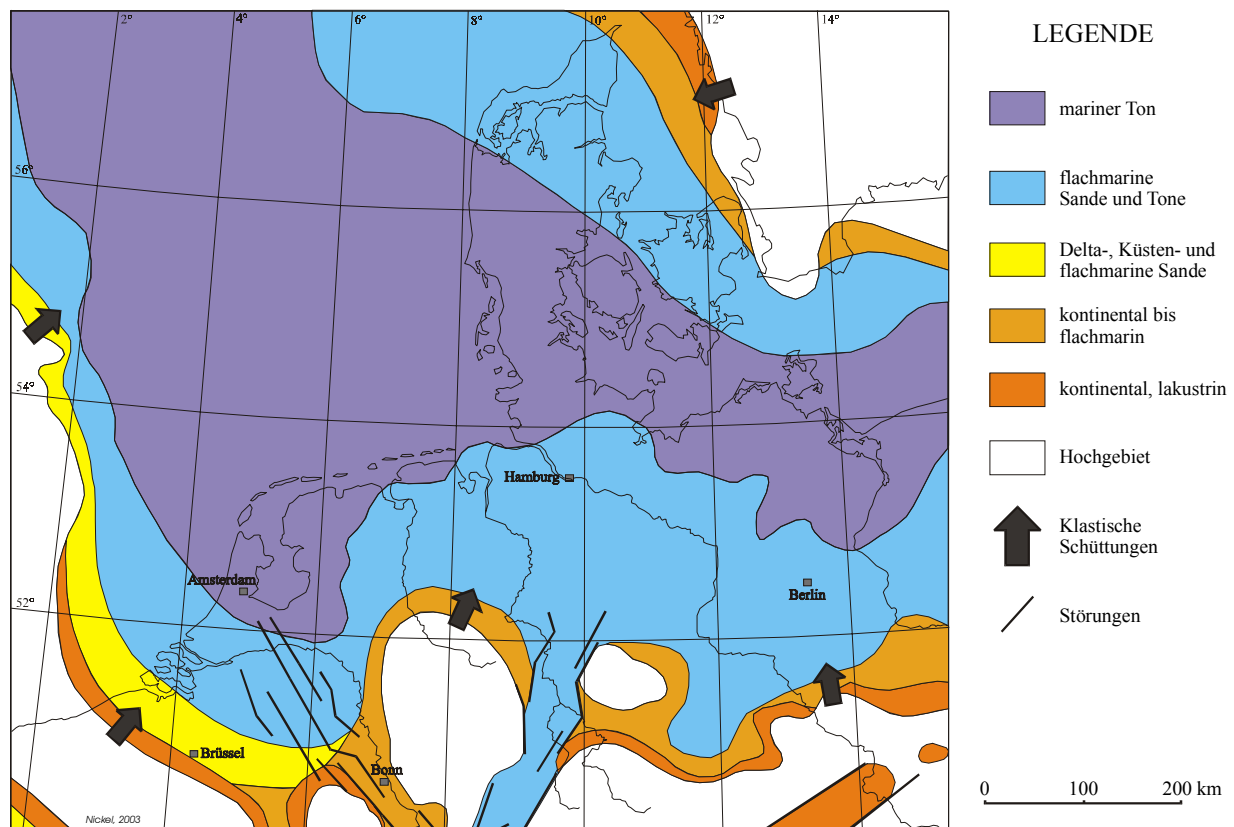 2°
4°
6°
8°
10°
12°
14°
56°
54°
52°
Hamburg
Amsterdam
Berlin
Brüssel
Bonn
Nickel, 2003
LEGENDE
mariner Ton
flachmarine
Sande und Tone
Delta-, Küsten- und
flachmarine Sande
kontinental bis
flachmarin
kontinental, lakustrin
Hochgebiet
Klastische
Schüttungen
Störungen
0 100 200 km